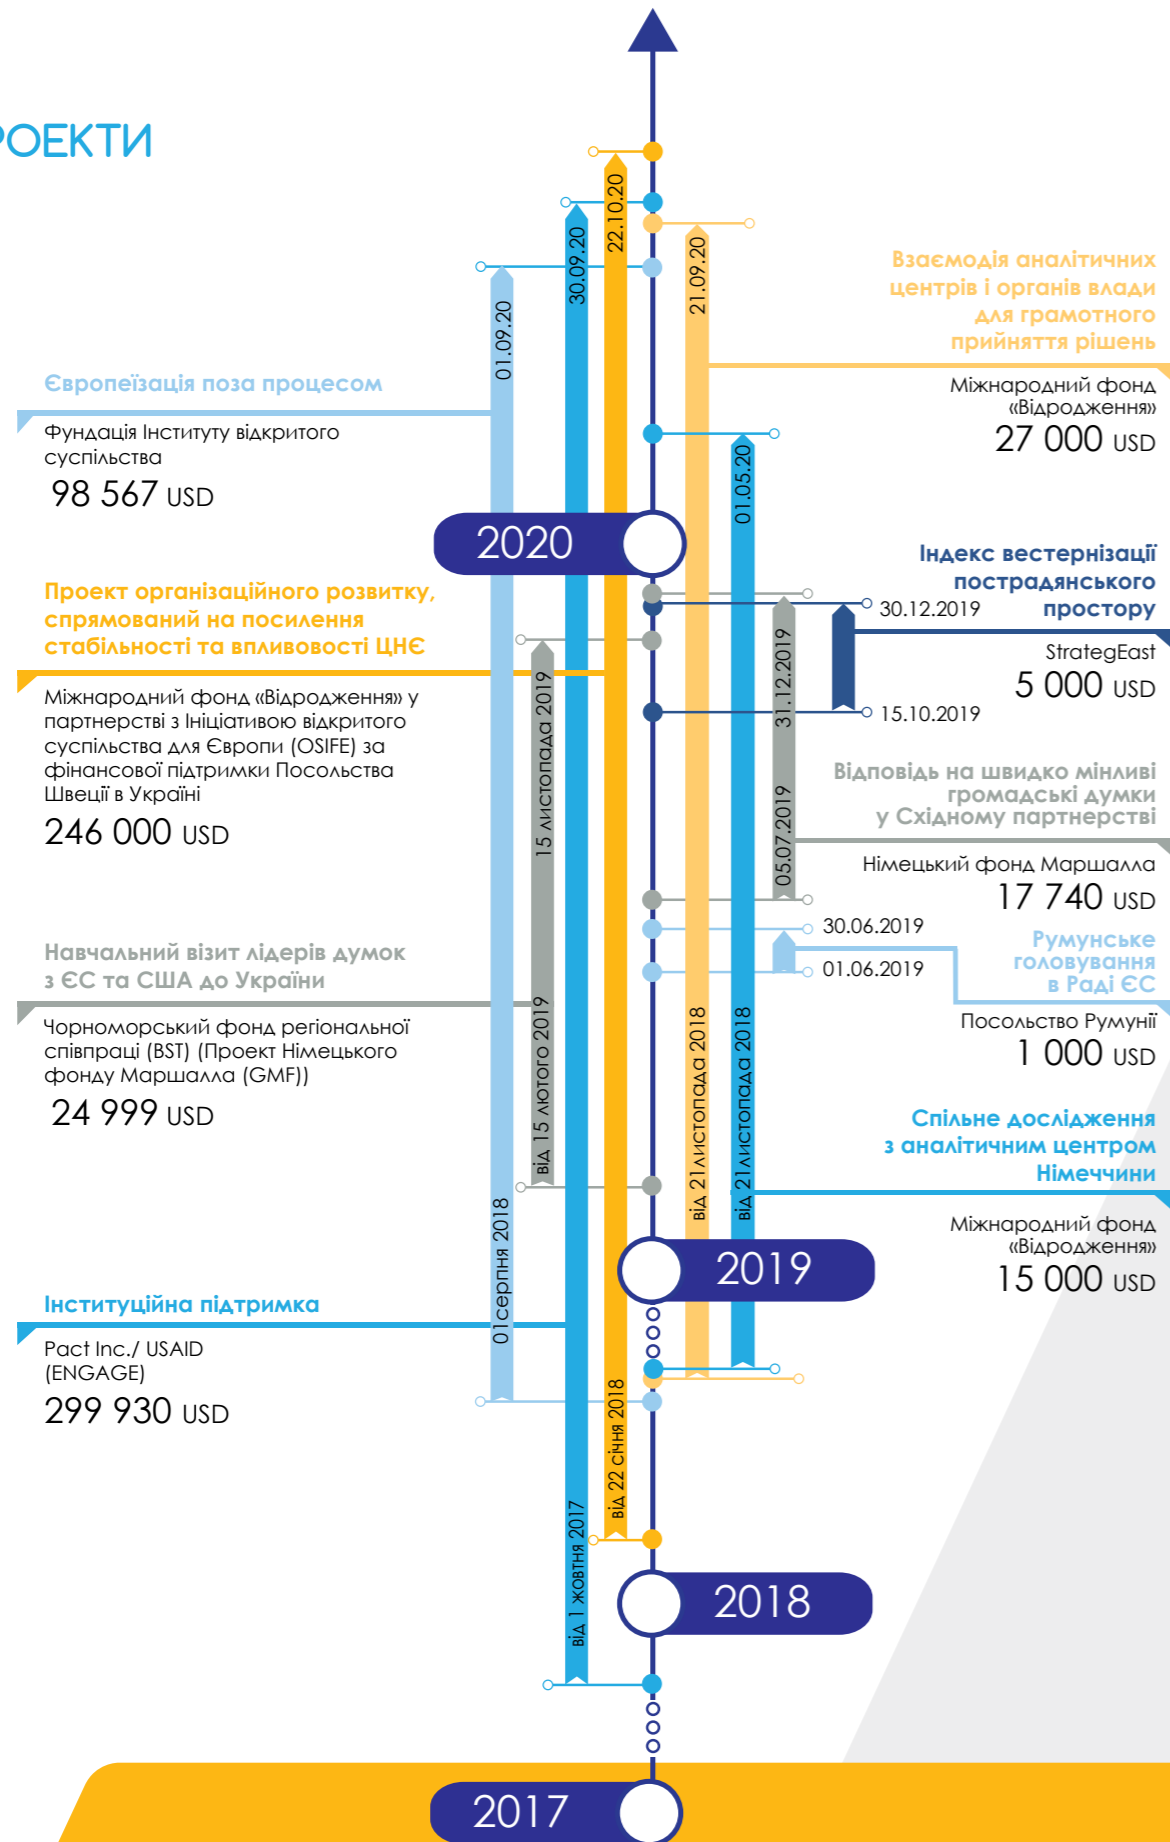 РОЕКТИ
Європеїзація поза процесом
Фундація Інституту відкритого
суспільства
98 567 USD
Проект організаційного розвитку,
спрямований на посилення
стабільності та впливовості ЦНЄ
Міжнародний фонд «Відродження» у
партнерстві з Ініціативою відкритого
суспільства для Європи (OSIFE) за
фінансової підтримки Посольства
Швеції в Україні
246 000 USD
Навчальний візит лідерів думок
з ЄС та США до України
Чорноморський фонд регіональної
співпраці (BST) (Проект Німецького
фонду Маршалла (GMF))
24 999 USD
Інституційна підтримка
Pact Inc./ USAID
(ENGAGE)
299 930 USD
01.09.20
01серпня 2018
15 листопада 2019
від 15 лютого 2019
30.09.20
від 1 жовтня 2017
22.10.20
від 22 січня 2018
2020
2019
2018
2017
21.09.20
від 21листопада 2018
01.05.20
від 21листопада 2018
31.12.2019
05.07.2019
30.12.2019
15.10.2019
30.06.2019
01.06.2019
Взаємодія аналітичних
центрів і органів влади
для грамотного
прийняття рішень
Міжнародний фонд
«Відродження»
27 000 USD
Індекс вестернізації
пострадянського
простору
StrategEast
5 000 USD
Відповідь на швидко мінливі
громадські думки
у Східному партнерстві
Німецький фонд Маршалла
17 740 USD
Румунське
головування
в Раді ЄС
Посольство Румунії
1 000 USD
Спільне дослідження
з аналітичним центром
Німеччини
Міжнародний фонд
«Відродження»
15 000 USD